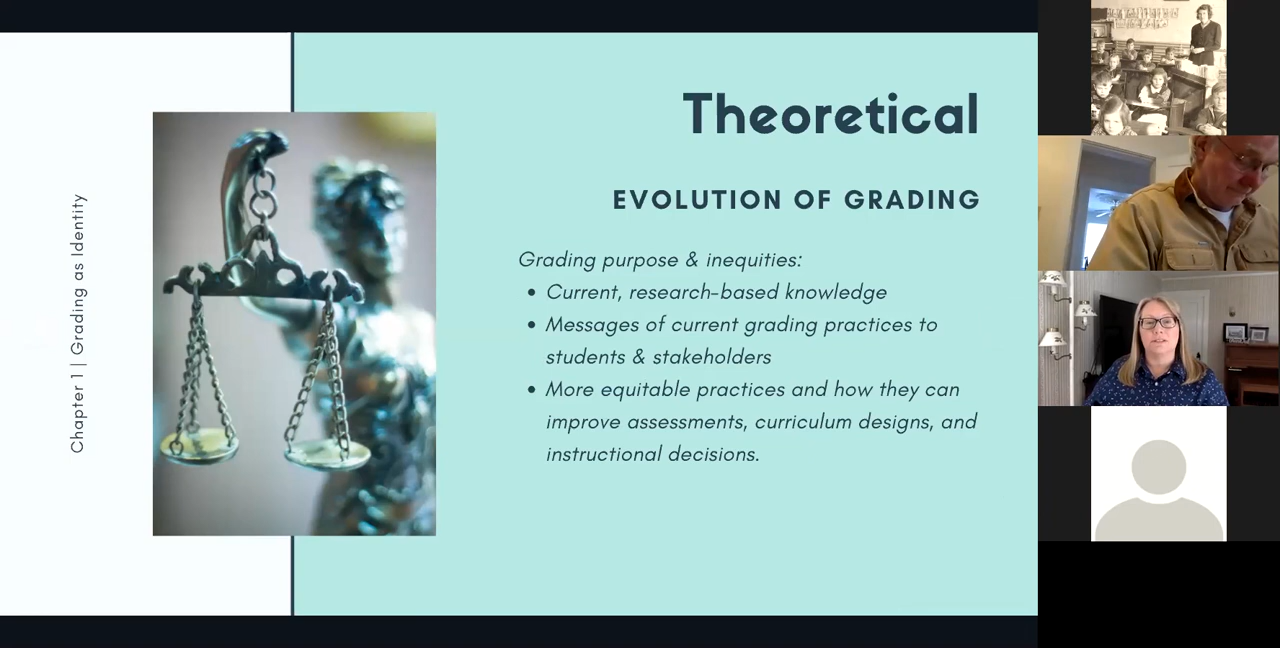 Chapter 1 | Grading as Identity
Theoretical
EVOLUTION OF GRADING
Grading purpose & inequities:
• Current, research-based knowledge
• Messages of current grading practices to
students & stakeholders
• More equitable practices and how they can
improve assessments, curriculum designs, and
instructional decisions.